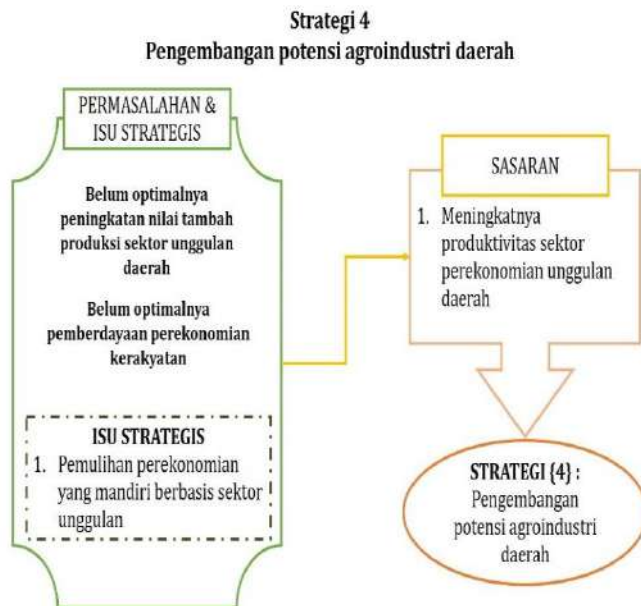 Strategi 4
Pengembangan potensi agroindustri daerah
PERMASALAHAN &
ISU STRATEGIS
Belum optimalnya
peningkatan nilai tambah
produksi sektor unggulan
daerah
Belum optimalnya
pemberdayaan perekonomian
kerakyatan
ISU STRATEGIS
1. Pemulihan perekonomian
yang mandiri berbasis sektor
unggulan
SASARAN
1. Meningkatnya
produktivitas sektor
perekonomian unggulan
daerah
STRATEGI {4} :
Pengembangan
potensi agroindustri
daerah